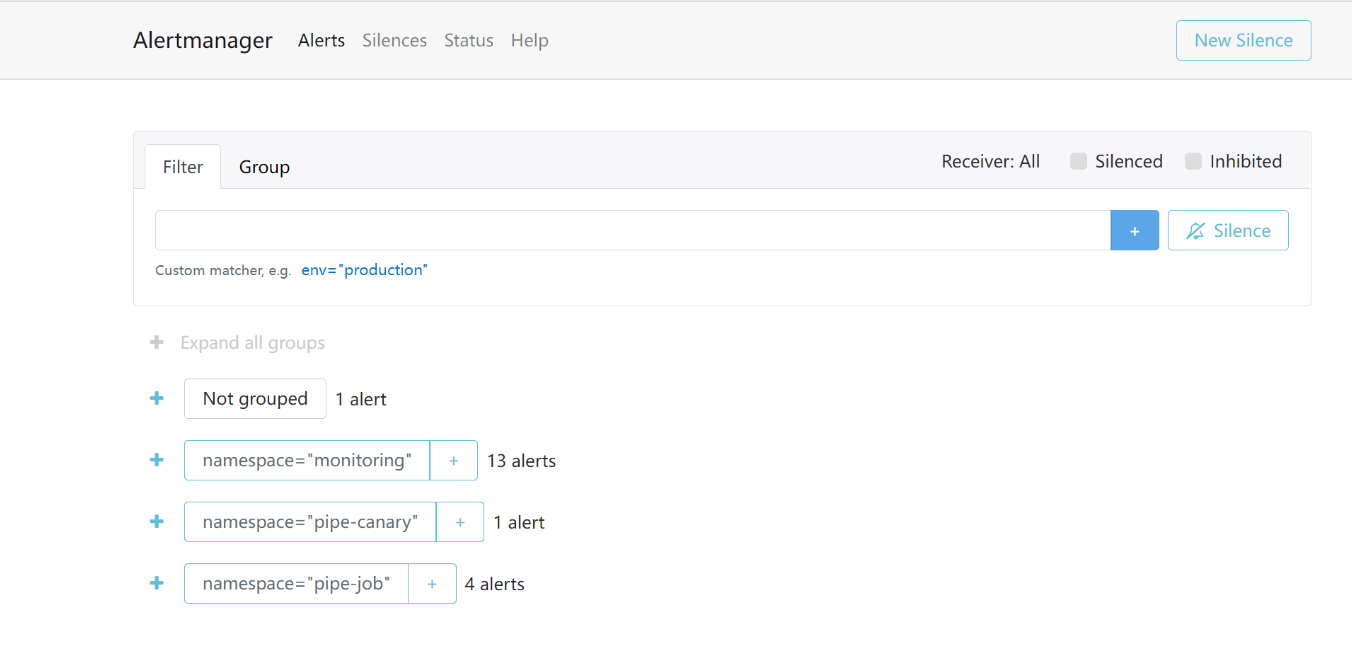 Alertmanager Alerts Silences Status Help New Silence
Filter Group Receiver: All Silenced Inhibited
+ Silence
Custom matcher, e.g. env="production"
+ Expand all groups
+ Not grouped 1 alert
+ namespace="monitoring" + 13 alerts
+ namespace="pipe-canary" + 1 alert
+ namespace="pipe-job" + 4 alerts